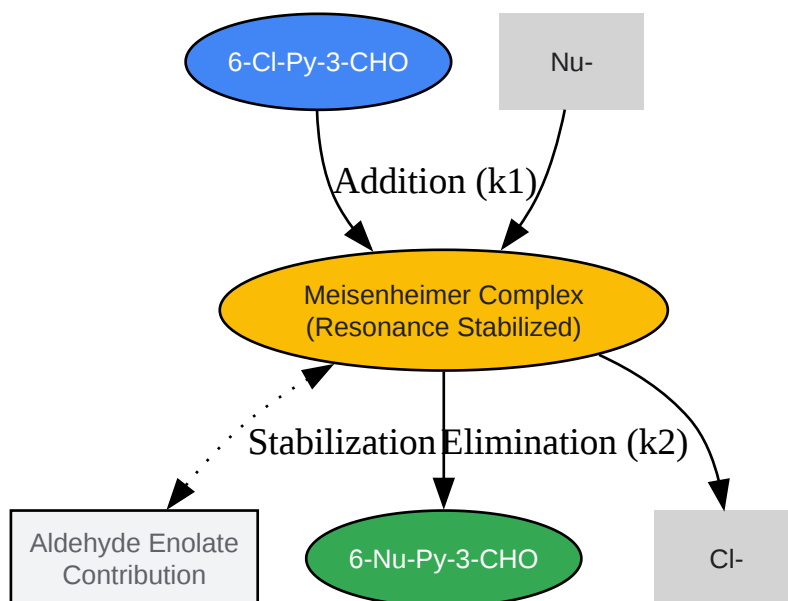 6-Cl-Py-3-CHO
Nu-
Addition (k1)
Meisenheimer Complex
(Resonance Stabilized)
Stabilization
Elimination (k2)
Aldehyde Enolate
Contribution
6-Nu-Py-3-CHO
Cl-